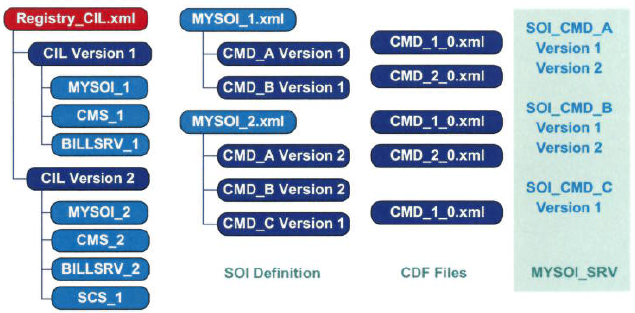 Registry_CIL.xml
CIL Version 1
MYSOI_1
CMS_1
BILLSRV_1
CIL Version 2
MYSOI_2
CMS_2
BILLSRV_2
SCS_1
MYSOI_1.xml
CMD_A Version 1
CMD_B Version 1
MYSOI_2.xml
CMD_A Version 2
CMD_B Version 2
CMD_C Version 1
SOI Definition
CMD_1_0.xml
CMD_2_0.xml
CMD_1_0.xml
CMD_2_0.xml
CMD_1_0.xml
CDF Files
SOI_CMD_A
Version 1
Version 2
SOI_CMD_B
Version 1
Version 2
SOI_CMD_C
Version 1
MYSOI_SRV